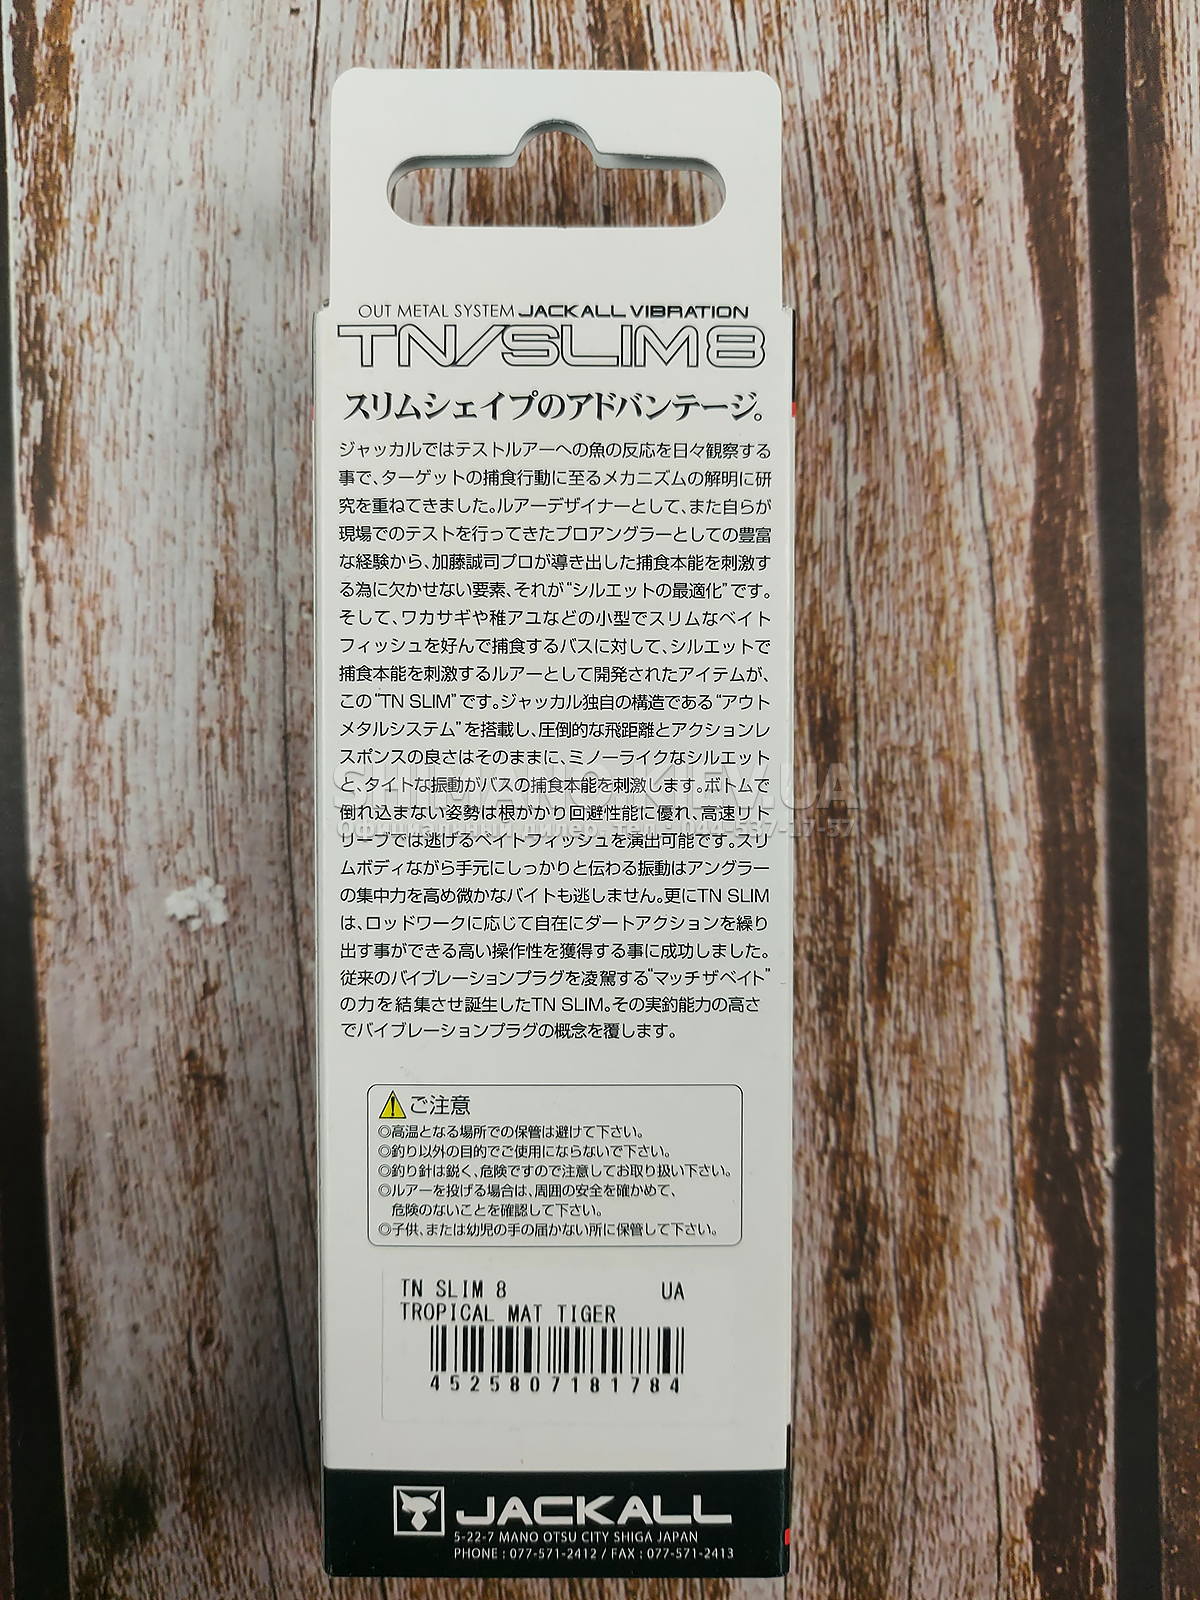 OUT METAL SYSTEM JACKALL VIBRATION
TN/SLIM 8
スリムシェイプのアドバンテージ。
ジャッカルではテストルアーへの魚の反応を日々観察する
事で、ターゲットの捕食行動に至るメカニズムの解明に研
究を重ねてきました。ルアーデザイナーとして、また自らが
現場でのテストを行ってきたプロアングラーとしての豊富
な経験から、加藤誠司プロが導き出した捕食本能を刺激す
る為に欠かせない要素、それが“シルエットの最適化”です。
そして、ワカサギや稚アユなどの小型でスリムなベイト
フィッシュを好んで捕食するバスに対して、シルエットで
捕食本能を刺激するルアーとして開発されたアイテムが、
この“TN SLIM”です。ジャッカル独自の構造である“アウト
メタルシステム”を搭載し、圧倒的な飛距離とアクションレ
スポンスの良さはそのままに、ミノーライクなシルエット
と、タイトな振動がバスの捕食本能を刺激します。ボトムで
倒れ込まない姿勢は根がかり回避性能に優れ、高速リト
リーブでは逃げるベイトフィッシュを演出可能です。スリ
ムボディながら手元にしっかりと伝わる振動はアングラー
の集中力を高め微かなバイトも逃しません。更にTN SLIM
は、ロッドワークに応じて自在にダートアクションを繰り
出す事ができる高い操作性を獲得する事に成功しました。
従来のバイブレーションプラグを凌駕する“マッチザベイト”
の力を結集させ誕生したTN SLIM。その実釣能力の高さ
でバイブレーションプラグの概念を覆します。
SHIMANO.KIEV.UA
Официальный дилер. тел.: 044-537-17-57
ご注意
◎高温となる場所での保管は避けて下さい。
◎釣り以外の目的でご使用にならないで下さい。
◎釣り針は鋭く、危険ですので注意してお取り扱い下さい。
◎ルアーを投げる場合は、周囲の安全を確かめて、
危険のないことを確認して下さい。
◎子供、または幼児の手の届かない所に保管して下さい。
TN SLIM 8 UA
TROPICAL MAT TIGER
4525807181784
JACKALL
5-22-7 MANO OTSU CITY SHIGA JAPAN
PHONE : 077-571-2412 / FAX : 077-571-2413